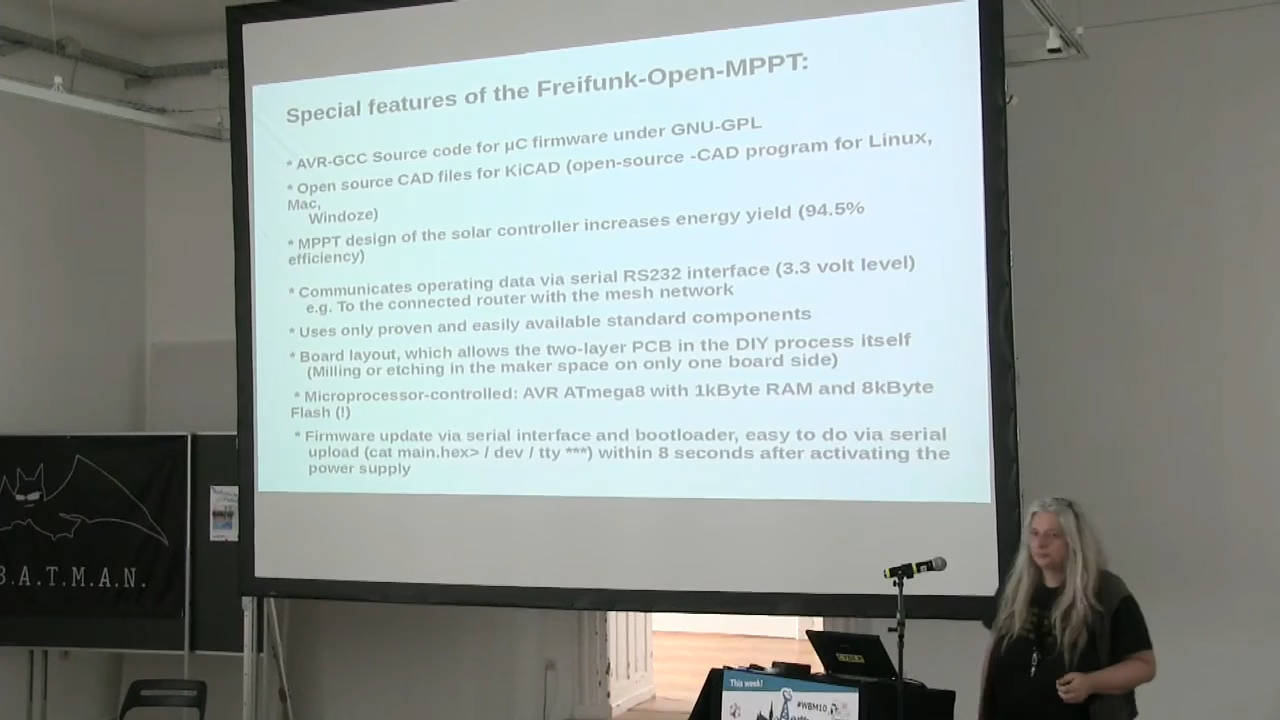 Special features of the Freifunk-Open-MPPT:
* AVR-GCC Source code for µC firmware under GNU-GPL
* Open source CAD files for KiCAD (open-source -CAD program for Linux,
Mac,
Windoze)
* MPPT design of the solar controller increases energy yield (94.5%
efficiency)
* Communicates operating data via serial RS232 interface (3.3 volt level)
e.g. To the connected router with the mesh network
* Uses only proven and easily available standard components
* Board layout, which allows the two-layer PCB in the DIY process itself
(Milling or etching in the maker space on only one board side)
* Microprocessor-controlled: AVR ATmega8 with 1kByte RAM and 8kByte
Flash (!)
* Firmware update via serial interface and bootloader, easy to do via serial
upload (cat main.hex> / dev / tty ***) within 8 seconds after activating the
power supply
B.A.T.M.A.N.
This week!
#WBM10